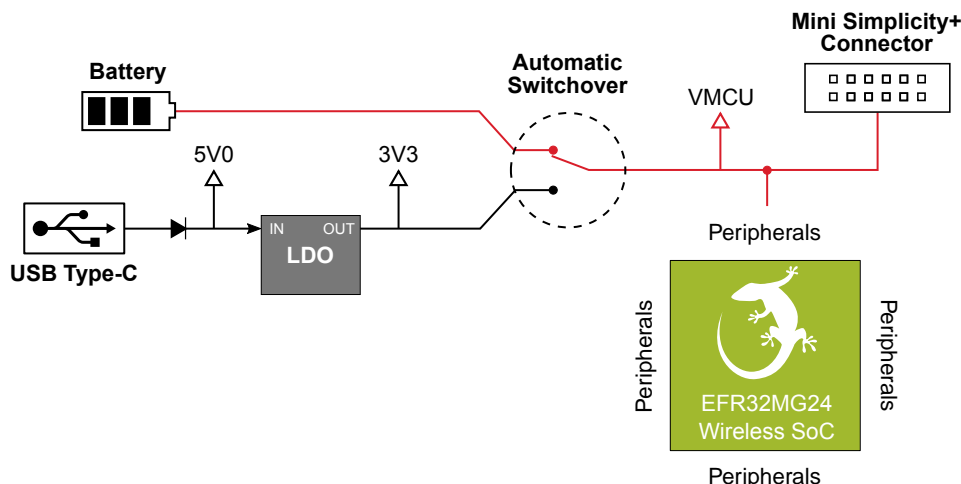 Mini Simplicity+
Connector
Battery
Automatic
Switchover
VMCU
5V0
3V3
IN OUT
LDO
USB Type-C
Peripherals
Peripherals
Peripherals
EFR32MG24
Wireless SoC
Peripherals